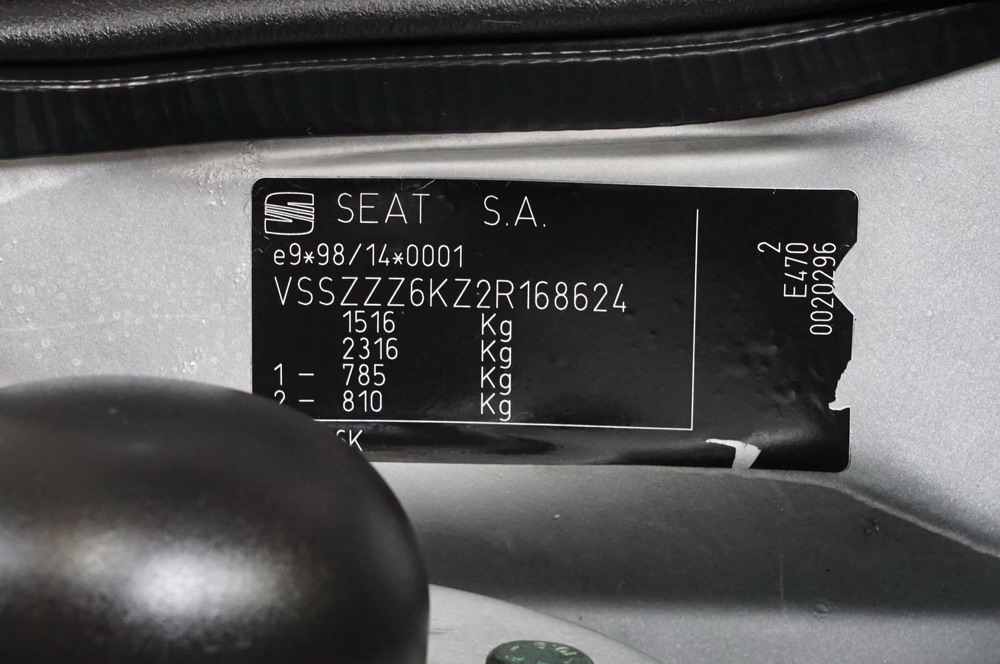 SEAT S.A.
e9*98/14*0001
VSSZZZ6KZ2R168624
1516 Kg
2316 Kg
1 - 785 Kg
2 - 810 Kg
SK
2
E470
0020296